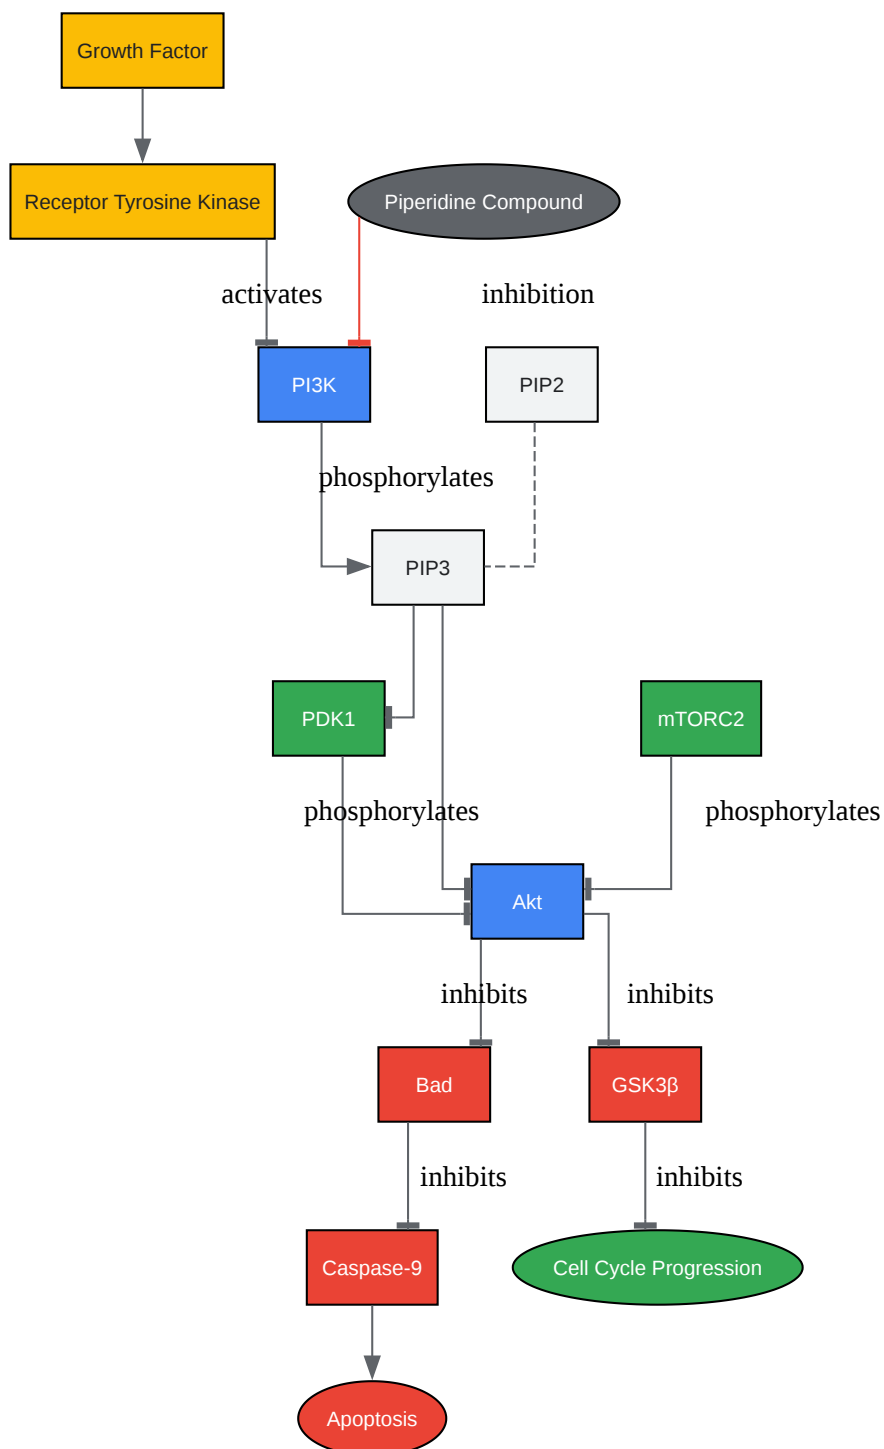 Growth Factor
Receptor Tyrosine Kinase
Piperidine Compound
activates
inhibition
PI3K
PIP2
phosphorylates
PIP3
PDK1
mTORC2
phosphorylates
phosphorylates
Akt
inhibits
inhibits
Bad
GSK3β
inhibits
inhibits
Caspase-9
Cell Cycle Progression
Apoptosis